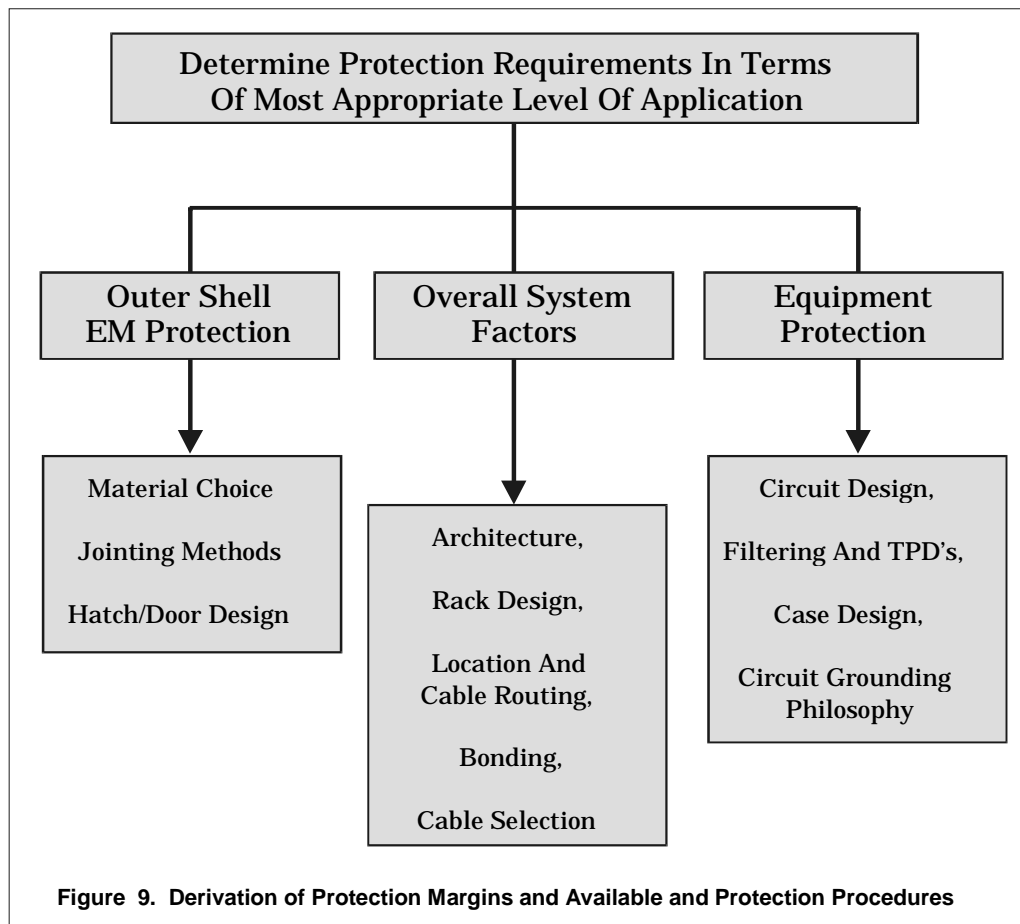 Determine Protection Requirements In Terms
Of Most Appropriate Level Of Application
Outer Shell
EM Protection
Overall System
Factors
Equipment
Protection
Material Choice
Jointing Methods
Hatch/Door Design
Architecture,
Rack Design,
Location And
Cable Routing,
Bonding,
Cable Selection
Circuit Design,
Filtering And TPD's,
Case Design,
Circuit Grounding
Philosophy
Figure 9. Derivation of Protection Margins and Available and Protection Procedures